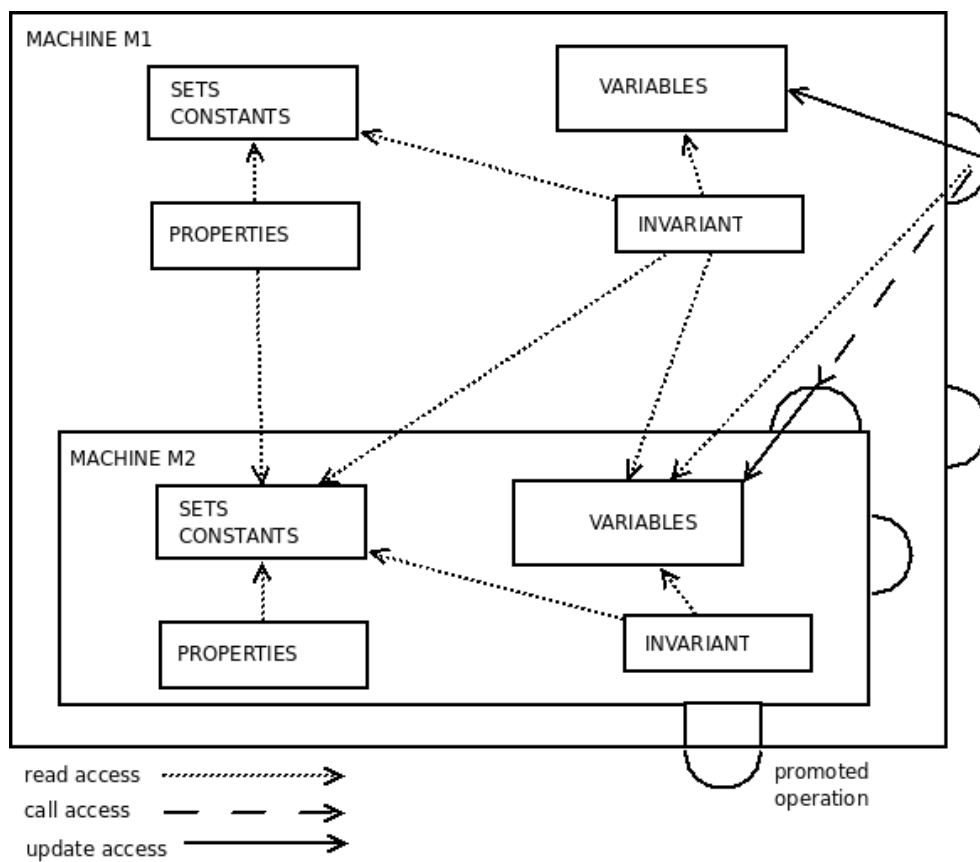 MACHINE M1
SETS
CONSTANTS
VARIABLES
PROPERTIES
INVARIANT
MACHINE M2
SETS
CONSTANTS
VARIABLES
PROPERTIES
INVARIANT
read access
call access
update access
promoted
operation